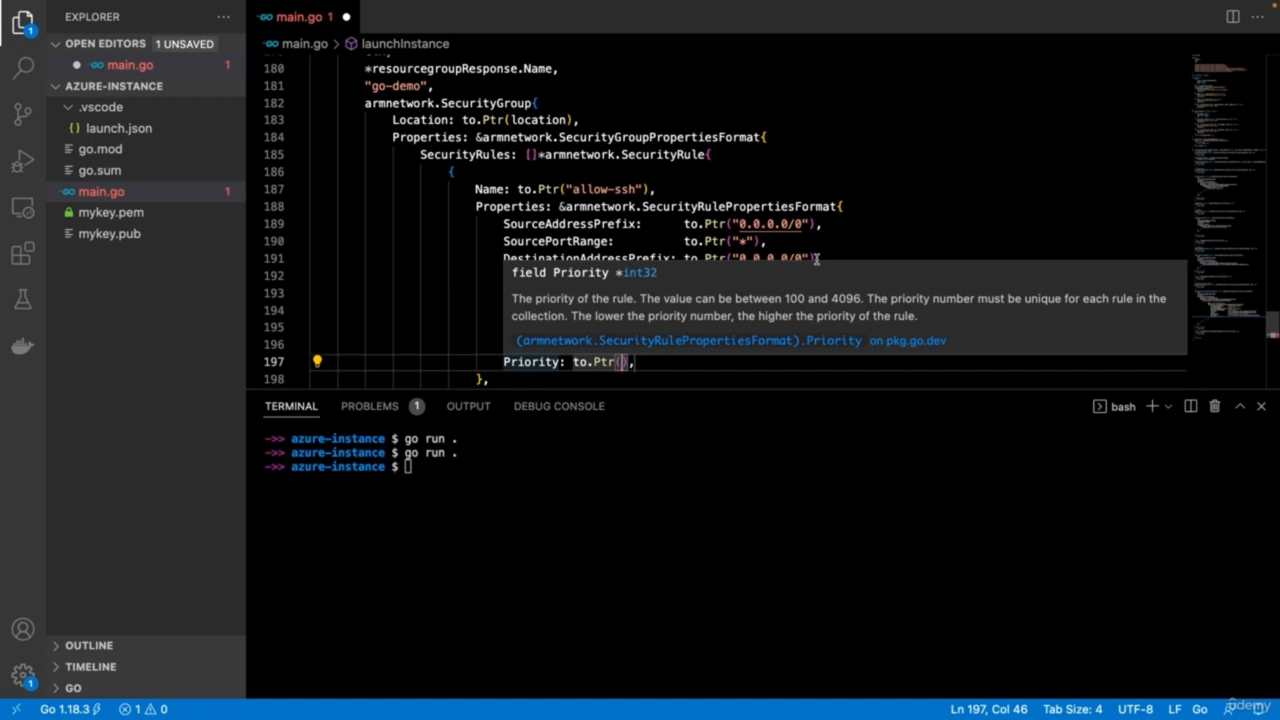 EXPLORER
OPEN EDITORS 1 UNSAVED
main.go 1
AZURE-INSTANCE
.vscode
launch.json
go.mod
go.sum
main.go 1
mykey.pem
mykey.pub
OUTLINE
TIMELINE
GO
main.go 1
main.go > launchInstance
180 *resourcegroupResponse.Name,
181 "go-demo",
182 armnetwork.SecurityGroup{
183 Location: to.Ptr(location),
184 Properties: &armnetwork.SecurityGroupPropertiesFormat{
185 SecurityRules: []*armnetwork.SecurityRule{
186 {
187 Name: to.Ptr("allow-ssh"),
188 Properties: &armnetwork.SecurityRulePropertiesFormat{
189 SourceAddressPrefix: to.Ptr("0.0.0.0/0"),
190 SourcePortRange: to.Ptr("*"),
191 DestinationAddressPrefix: to.Ptr("0.0.0.0/0")
192
193
194
195
196
197 Priority: to.Ptr(),
198 },
field Priority *int32
The priority of the rule. The value can be between 100 and 4096. The priority number must be unique for each rule in the
collection. The lower the priority number, the higher the priority of the rule.
(armnetwork.SecurityRulePropertiesFormat).Priority on pkg.go.dev
TERMINAL PROBLEMS 1 OUTPUT DEBUG CONSOLE
bash
->> azure-instance $ go run .
->> azure-instance $ go run .
->> azure-instance $
1
1
Go 1.18.3 1 0 Ln 197, Col 46 Tab Size: 4 UTF-8 LF Go
ûdemy